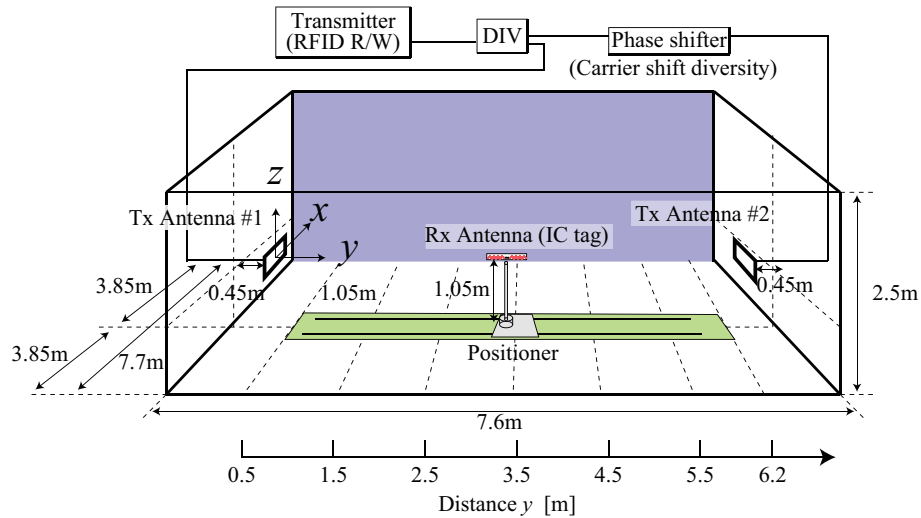 Transmitter
(RFID R/W)
DIV
Phase shifter
(Carrier shift diversity)
z
x
y
Tx Antenna #1
Tx Antenna #2
Rx Antenna (IC tag)
0.45m
1.05m
1.05m
0.45m
2.5m
3.85m
3.85m
7.7m
Positioner
7.6m
0.5
1.5
2.5
3.5
4.5
5.5
6.2
Distance y [m]